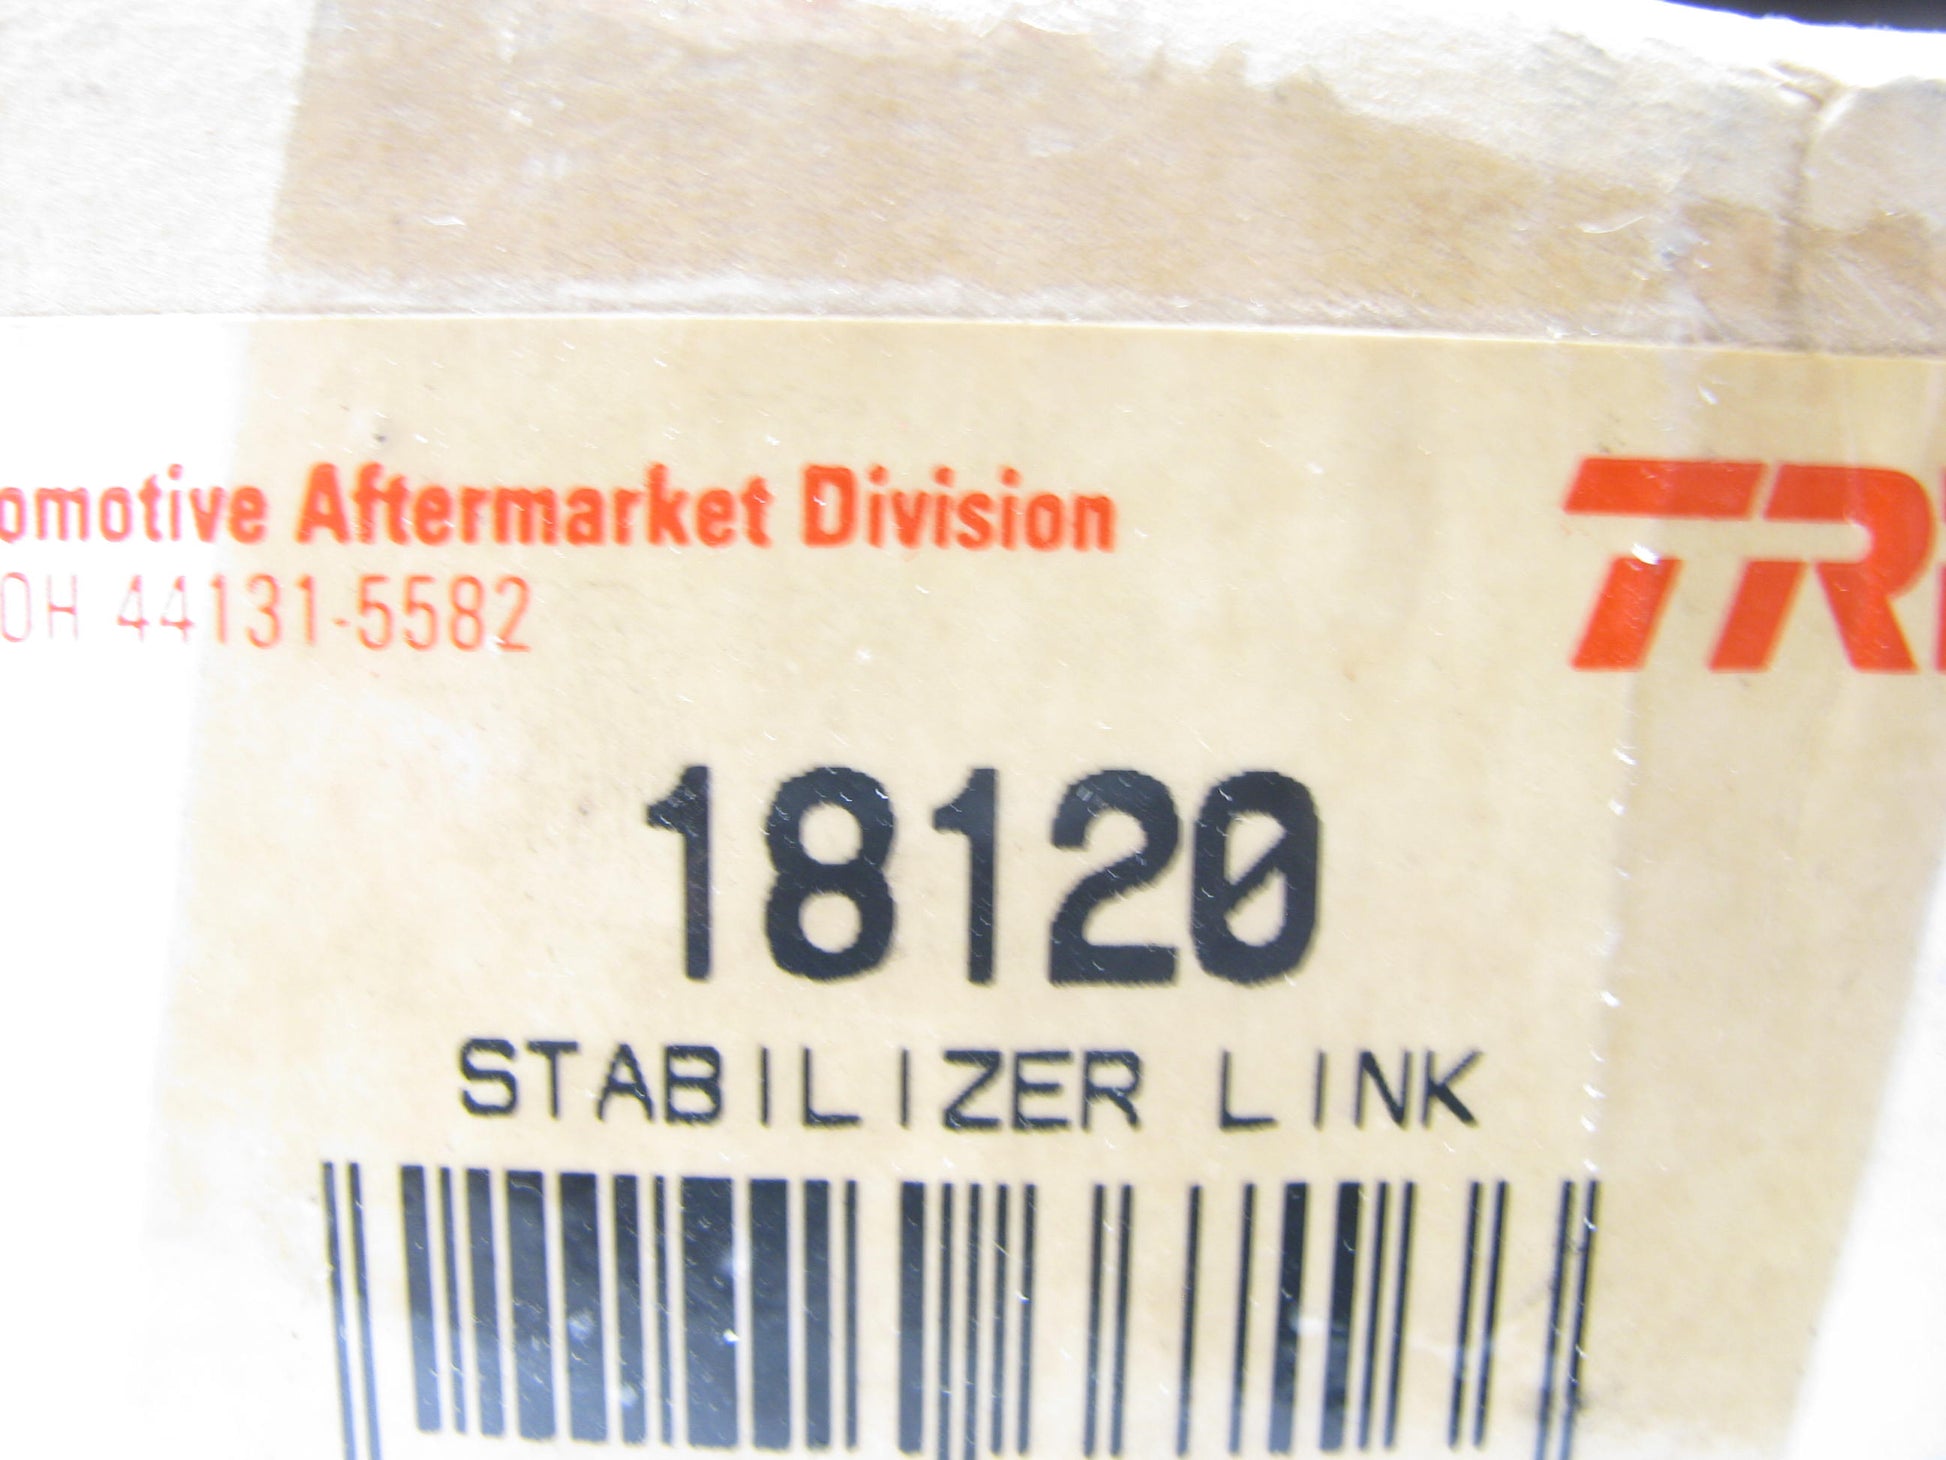 omotive Aftermarket Division
TR
OH 44131-5582
18120
STABILIZER LINK